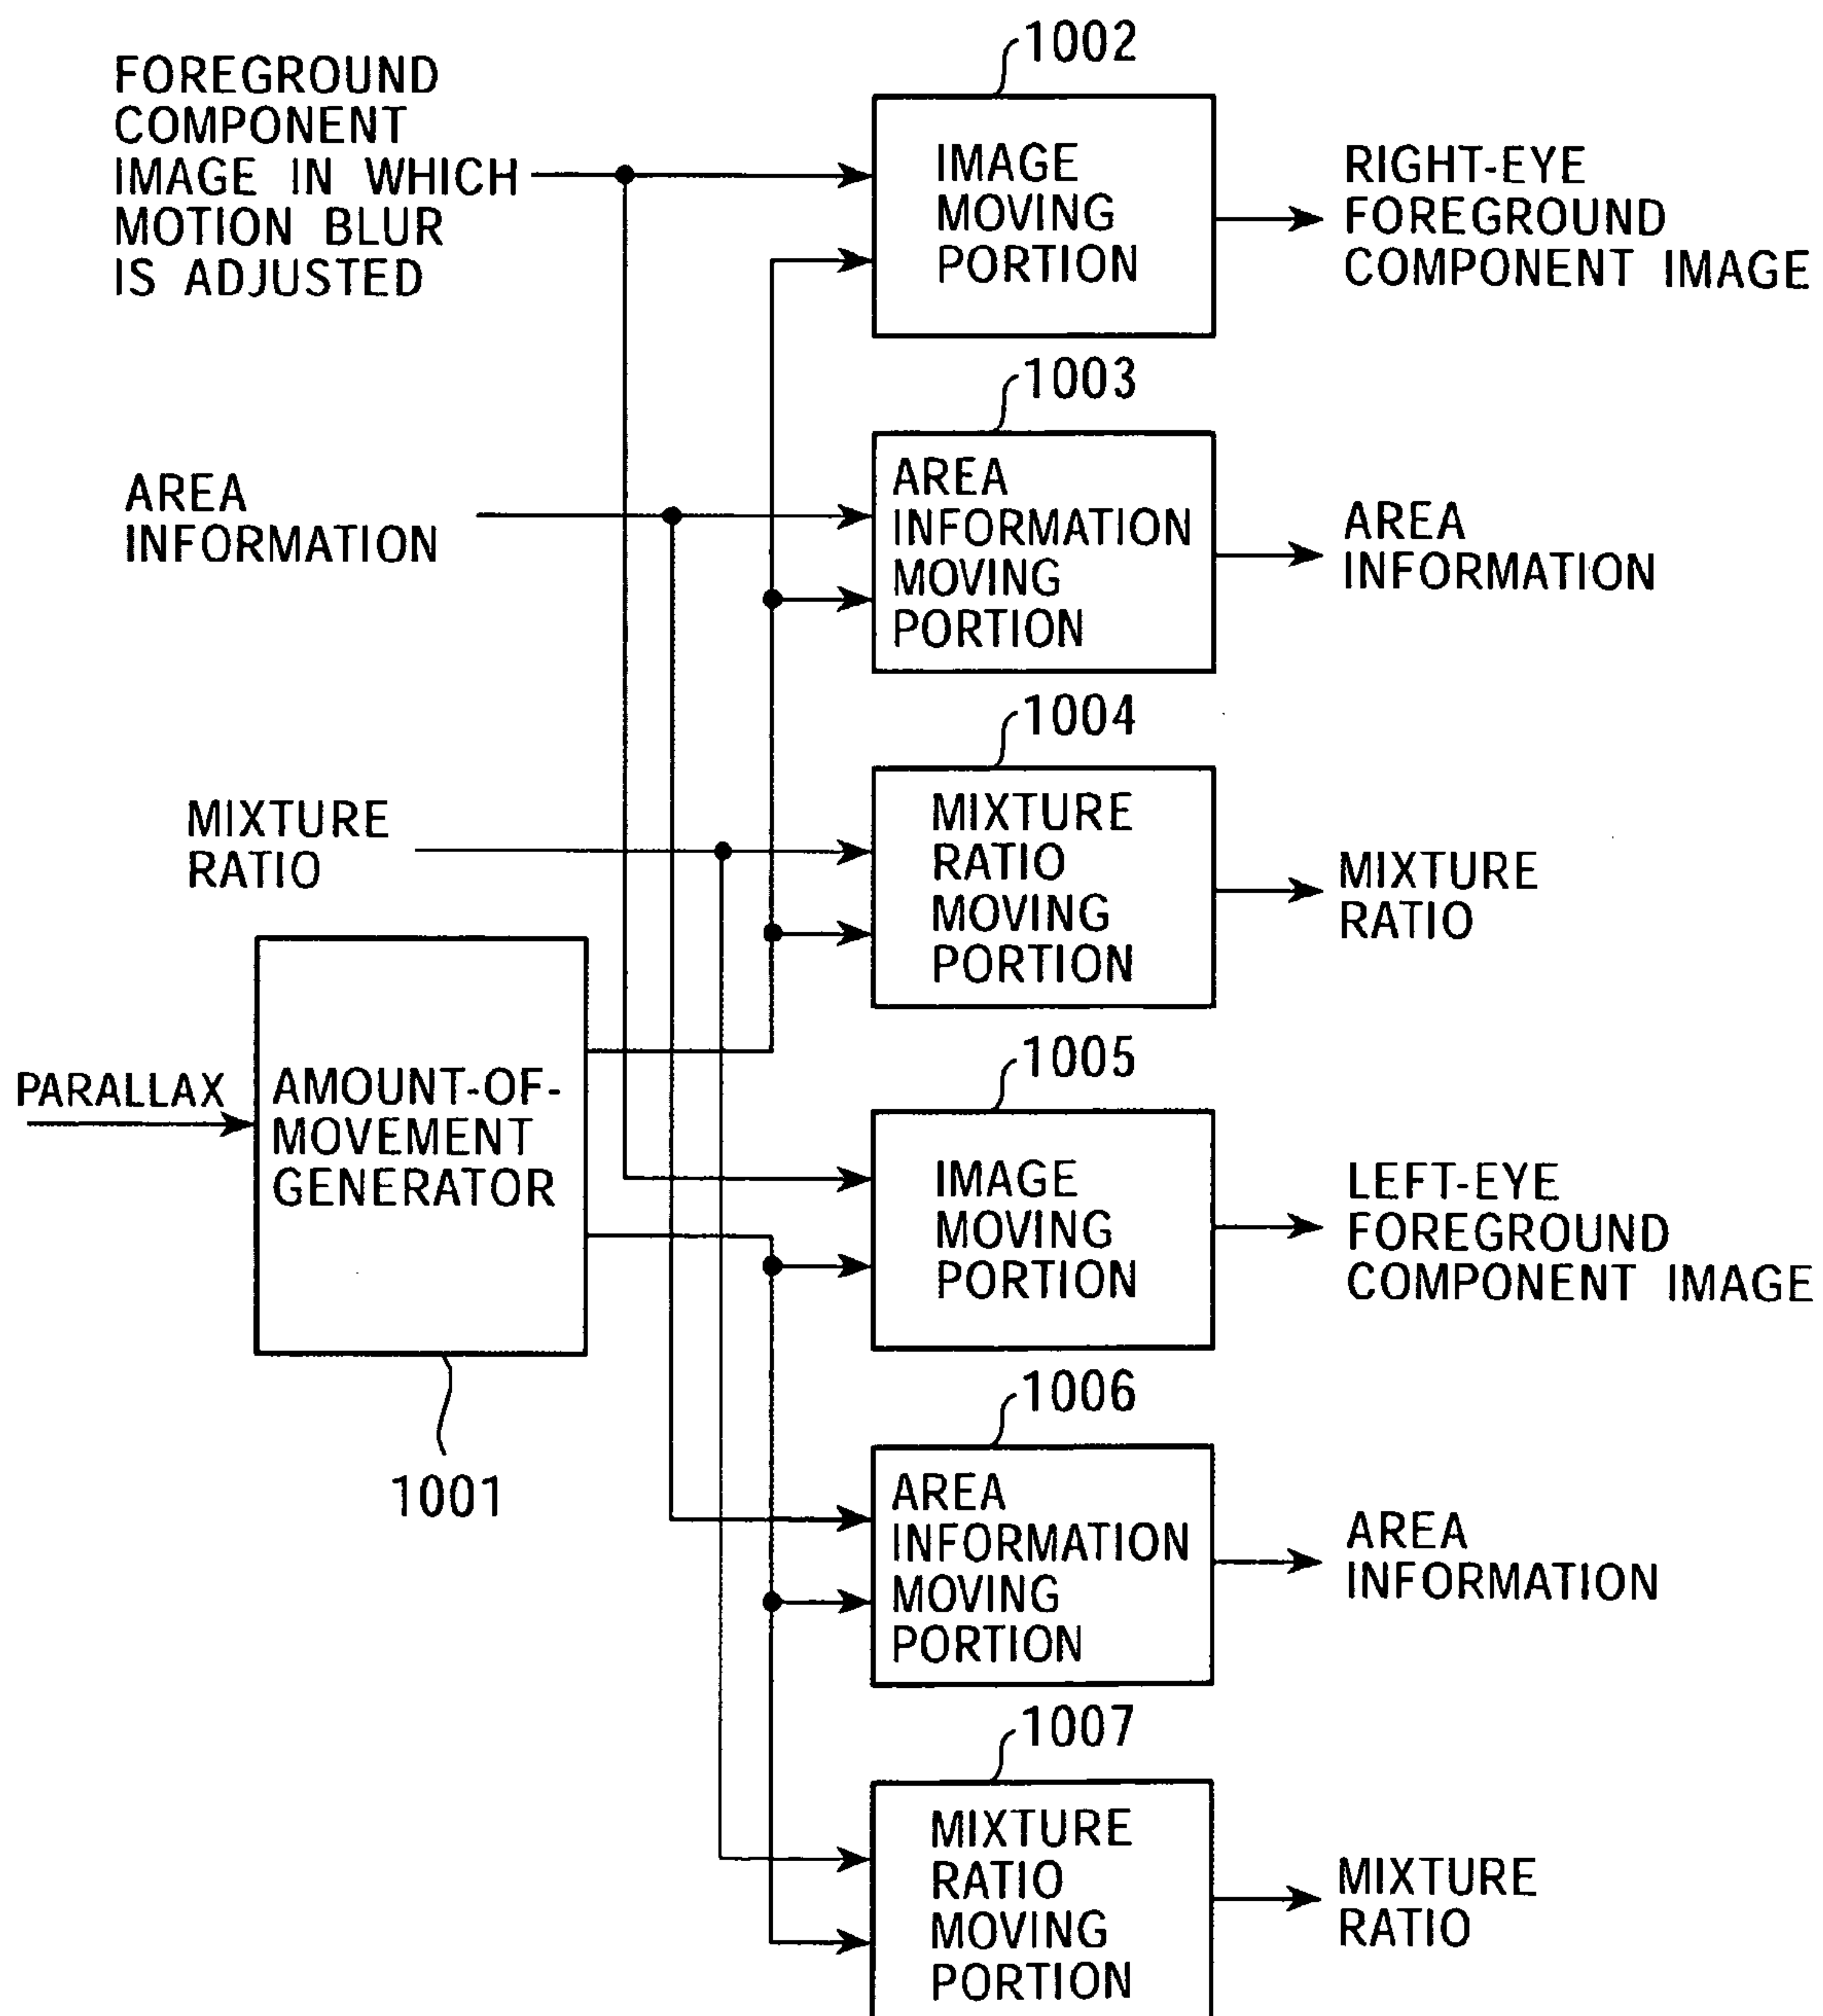 1002
FOREGROUND
COMPONENT
IMAGE IN WHICH
MOTION BLUR
IS ADJUSTED
IMAGE
MOVING
PORTION
RIGHT-EYE
FOREGROUND
COMPONENT IMAGE
1003
AREA
INFORMATION
AREA
INFORMATION
MOVING
PORTION
AREA
INFORMATION
1004
MIXTURE
RATIO
MIXTURE
RATIO
MOVING
PORTION
MIXTURE
RATIO
PARALLAX
AMOUNT-OF-
MOVEMENT
GENERATOR
1001
1005
IMAGE
MOVING
PORTION
LEFT-EYE
FOREGROUND
COMPONENT IMAGE
1006
AREA
INFORMATION
MOVING
PORTION
AREA
INFORMATION
1007
MIXTURE
RATIO
MOVING
PORTION
MIXTURE
RATIO